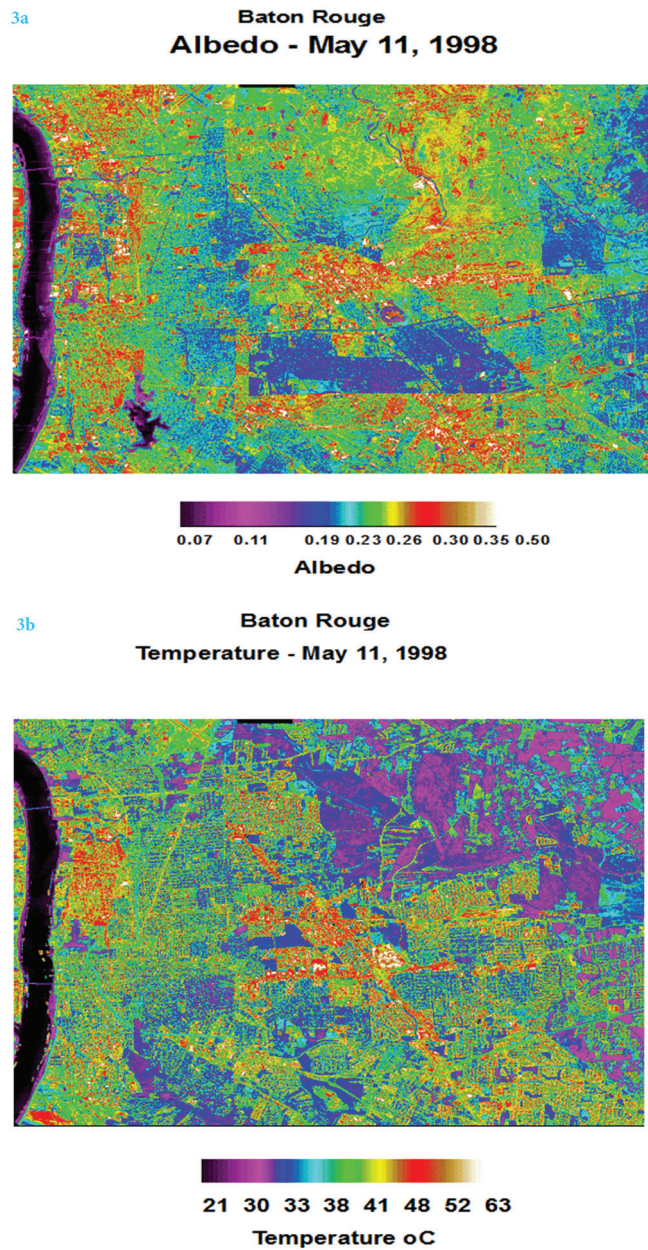 3a
Baton Rouge
Albedo - May 11, 1998
0.07 0.11 0.19 0.23 0.26 0.30 0.35 0.50
Albedo
3b
Baton Rouge
Temperature - May 11, 1998
21 30 33 38 41 48 52 63
Temperature oC